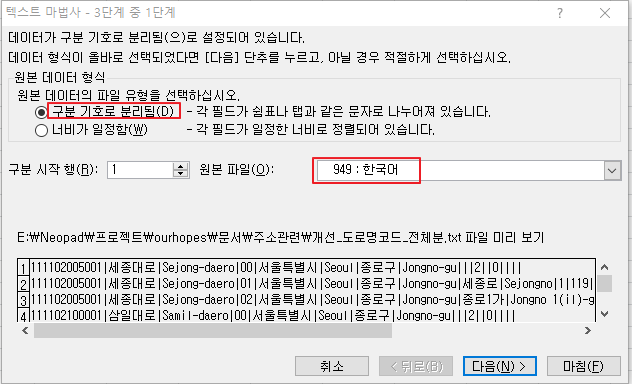 텍스트 마법사 - 3단계 중 1단계
데이터가 구분 기호로 분리됨(으)로 설정되어 있습니다.
데이터 형식이 올바로 선택되었다면 [다음] 단추를 누르고, 아닐 경우 적절하게 선택하십시오.
원본 데이터 형식
원본 데이터의 파일 유형을 선택하십시오.
구분 기호로 분리됨(D) - 각 필드가 쉼표나 탭과 같은 문자로 나누어져 있습니다.
너비가 일정함(W) - 각 필드가 일정한 너비로 정렬되어 있습니다.
구분 시작 행(R): 1 원본 파일(O): 949 : 한국어
E:₩Neopad₩프로젝트₩ourhopes₩문서₩주소관련₩개선_도로명코드_전체분.txt 파일 미리 보기
1 111102005001|세종대로|Sejong-daero|00|서울특별시|Seoul|종로구|Jongno-gu|||2||0||||
2 111102005001|세종대로|Sejong-daero|01|서울특별시|Seoul|종로구|Jongno-gu|세종로|Sejongno|1|119|
3 111102005001|세종대로|Sejong-daero|02|서울특별시|Seoul|종로구|Jongno-gu|종로1가|Jongno 1(il)-g
4 111102100001|삼일대로|Samil-daero|00|서울특별시|Seoul|종로구|Jongno-gu|||2||0||||
취소 < 뒤로(B) 다음(N) > 마침(F)